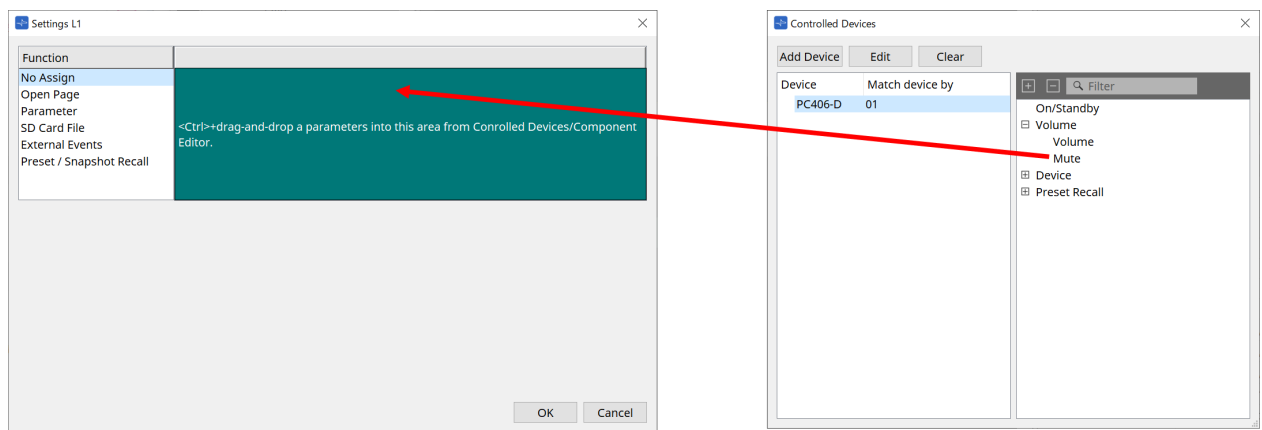 Settings L1
Function
No Assign
Open Page
Parameter
SD Card File
External Events
Preset / Snapshot Recall
<Ctrl>+drag-and-drop a parameters into this area from Conrolled Devices/Component
Editor.
OK Cancel
Controlled Devices
Add Device Edit Clear
Device Match device by
PC406-D 01
Filter
On/Standby
Volume
Volume
Mute
Device
Preset Recall